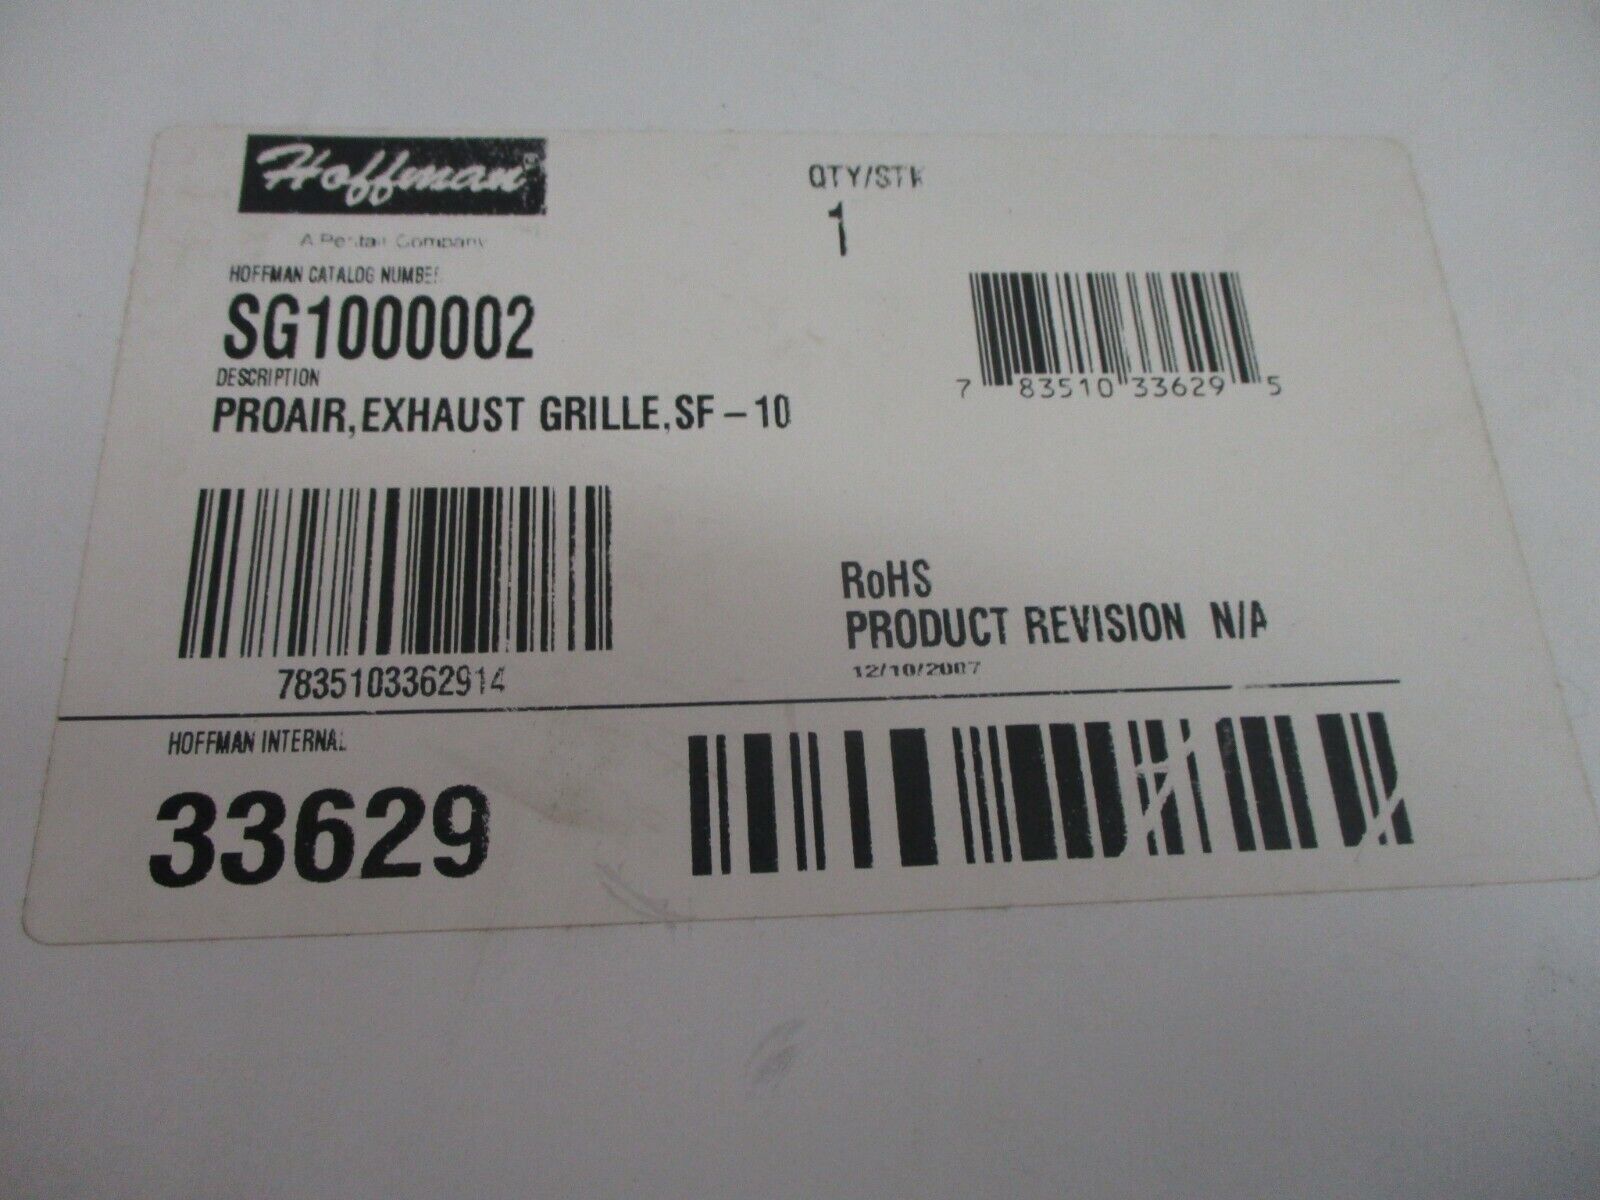 Hoffman®
A Pentair Company
QTY/STK
1
HOFFMAN CATALOG NUMBER
SG1000002
DESCRIPTION
PROAIR,EXHAUST GRILLE,SF-10
7 83510 33629 5
7835103362914
RoHS
PRODUCT REVISION N/A
12/10/2007
HOFFMAN INTERNAL
33629